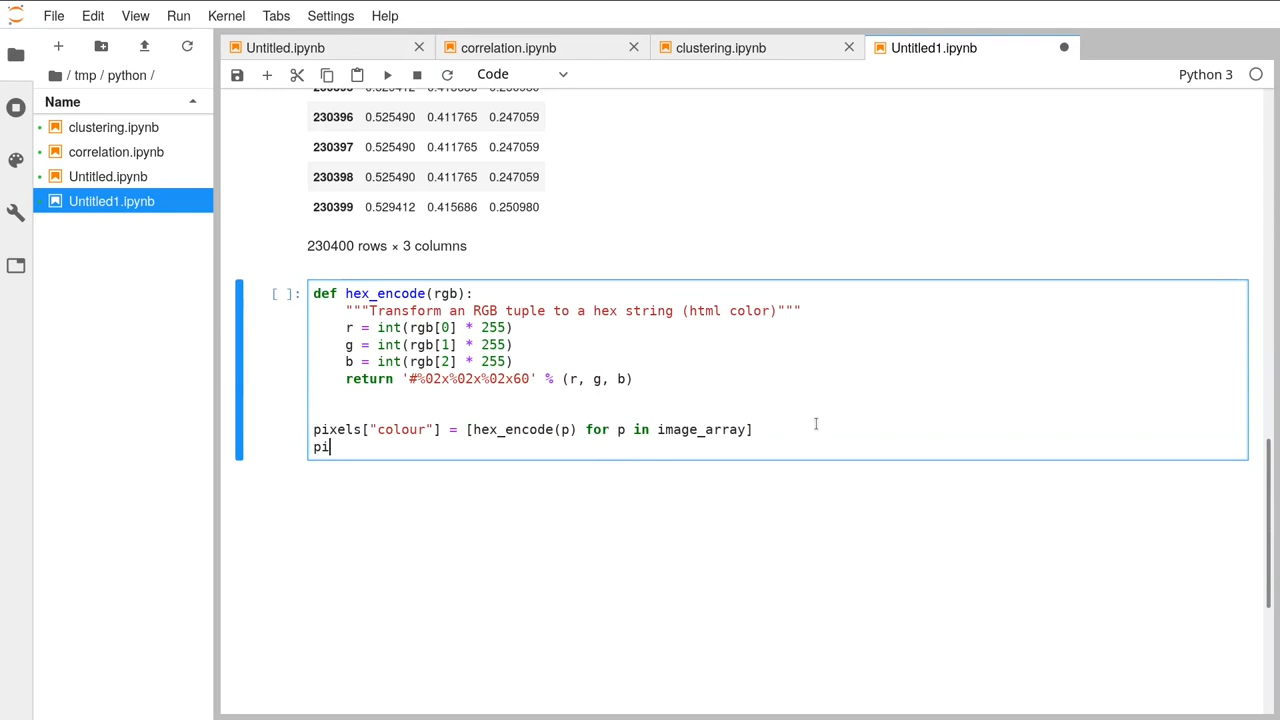 File Edit View Run Kernel Tabs Settings Help
Untitled.ipynb correlation.ipynb clustering.ipynb Untitled1.ipynb
Code Python 3
/ tmp / python /
Name
clustering.ipynb
correlation.ipynb
Untitled.ipynb
Untitled1.ipynb
230396 0.525490 0.411765 0.247059
230397 0.525490 0.411765 0.247059
230398 0.525490 0.411765 0.247059
230399 0.529412 0.415686 0.250980
230400 rows × 3 columns
[ ]: def hex_encode(rgb):
"""Transform an RGB tuple to a hex string (html color)"""
r = int(rgb[0] * 255)
g = int(rgb[1] * 255)
b = int(rgb[2] * 255)
return '#%02x%02x%02x60' % (r, g, b)
pixels["colour"] = [hex_encode(p) for p in image_array]
pi